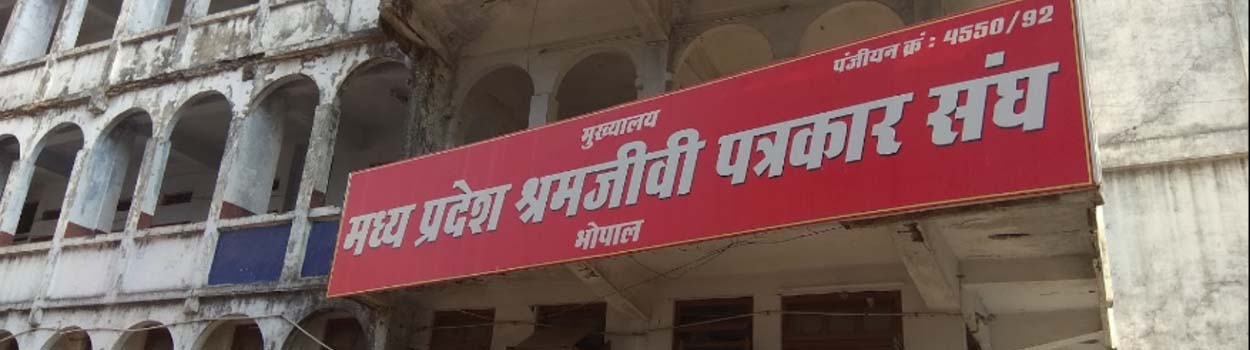 पंजीयन क्रं : 4550/92
मुख्यालय
मध्य प्रदेश श्रमजीवी पत्रकार संघ
भोपाल